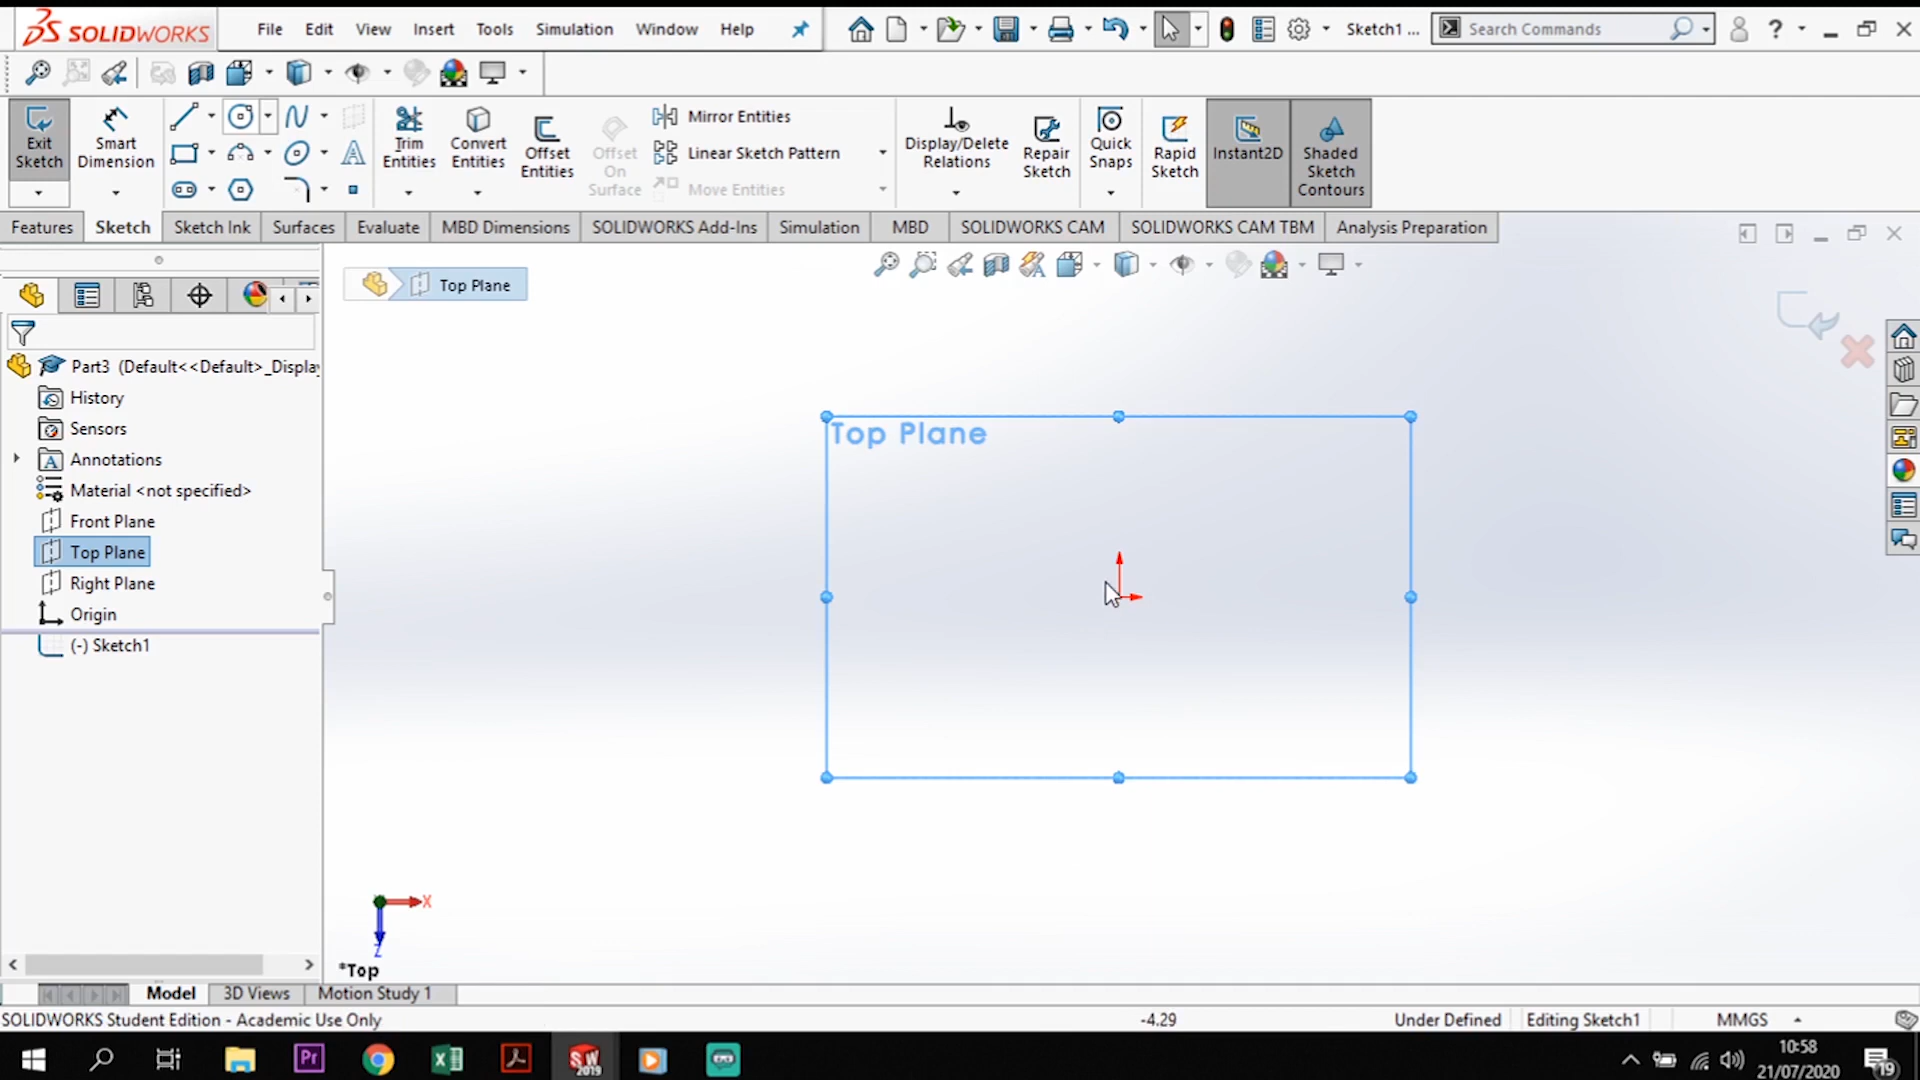 SOLIDWORKS File Edit View Insert Tools Simulation Window Help Sketch1 ... Search Commands ?
Exit Sketch
Smart Dimension
Trim Entities
Convert Entities
Offset Entities
Offset On Surface
Mirror Entities
Linear Sketch Pattern
Move Entities
Display/Delete Relations
Repair Sketch
Quick Snaps
Rapid Sketch
Instant2D
Shaded Sketch Contours
Features Sketch Sketch Ink Surfaces Evaluate MBD Dimensions SOLIDWORKS Add-Ins Simulation MBD SOLIDWORKS CAM SOLIDWORKS CAM TBM Analysis Preparation
Top Plane
Part3 (Default<<Default>_Display
History
Sensors
Annotations
Material <not specified>
Front Plane
Top Plane
Right Plane
Origin
(-) Sketch1
Top Plane
X
Z
*Top
Model 3D Views Motion Study 1
SOLIDWORKS Student Edition - Academic Use Only -4.29 Under Defined Editing Sketch1 MMGS
Pr
SW 2019
10:58
21/07/2020
19